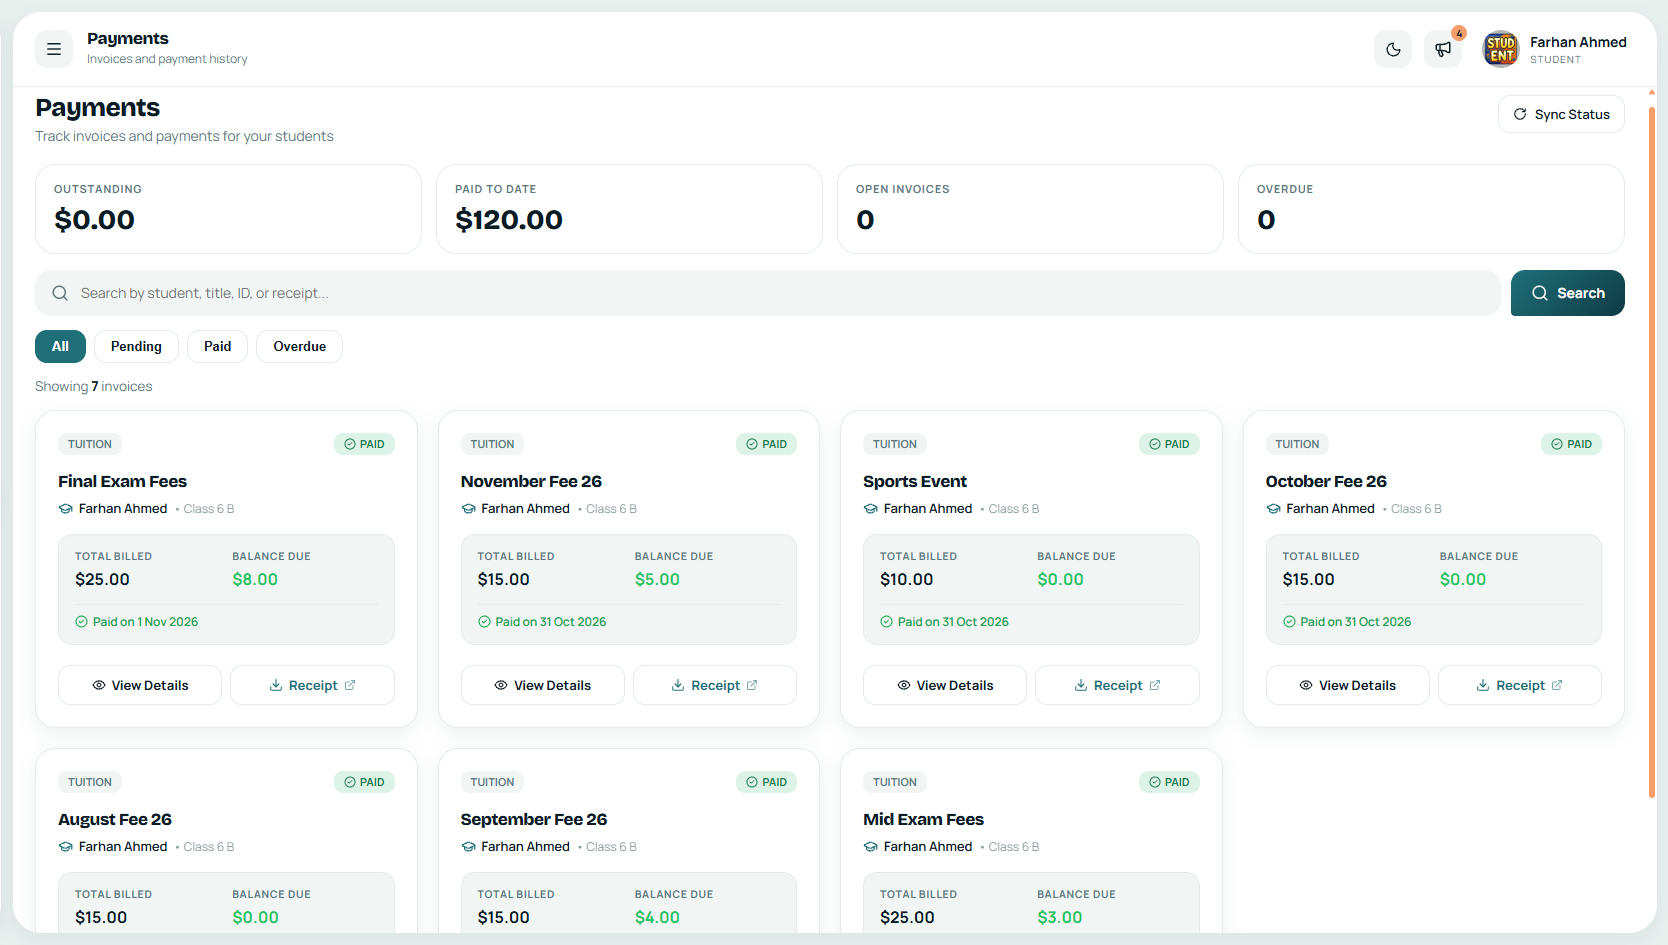 Payments
Invoices and payment history
4
STUDENT
Farhan Ahmed
STUDENT
Payments
Track invoices and payments for your students
Sync Status
OUTSTANDING
$0.00
PAID TO DATE
$120.00
OPEN INVOICES
0
OVERDUE
0
Search by student, title, ID, or receipt...
Search
All
Pending
Paid
Overdue
Showing 7 invoices
TUITION
PAID
Final Exam Fees
Farhan Ahmed • Class 6 B
TOTAL BILLED
$25.00
BALANCE DUE
$8.00
Paid on 1 Nov 2026
View Details
Receipt
TUITION
PAID
November Fee 26
Farhan Ahmed • Class 6 B
TOTAL BILLED
$15.00
BALANCE DUE
$5.00
Paid on 31 Oct 2026
View Details
Receipt
TUITION
PAID
Sports Event
Farhan Ahmed • Class 6 B
TOTAL BILLED
$10.00
BALANCE DUE
$0.00
Paid on 31 Oct 2026
View Details
Receipt
TUITION
PAID
October Fee 26
Farhan Ahmed • Class 6 B
TOTAL BILLED
$15.00
BALANCE DUE
$0.00
Paid on 31 Oct 2026
View Details
Receipt
TUITION
PAID
August Fee 26
Farhan Ahmed • Class 6 B
TOTAL BILLED
$15.00
BALANCE DUE
$0.00
TUITION
PAID
September Fee 26
Farhan Ahmed • Class 6 B
TOTAL BILLED
$15.00
BALANCE DUE
$4.00
TUITION
PAID
Mid Exam Fees
Farhan Ahmed • Class 6 B
TOTAL BILLED
$25.00
BALANCE DUE
$3.00